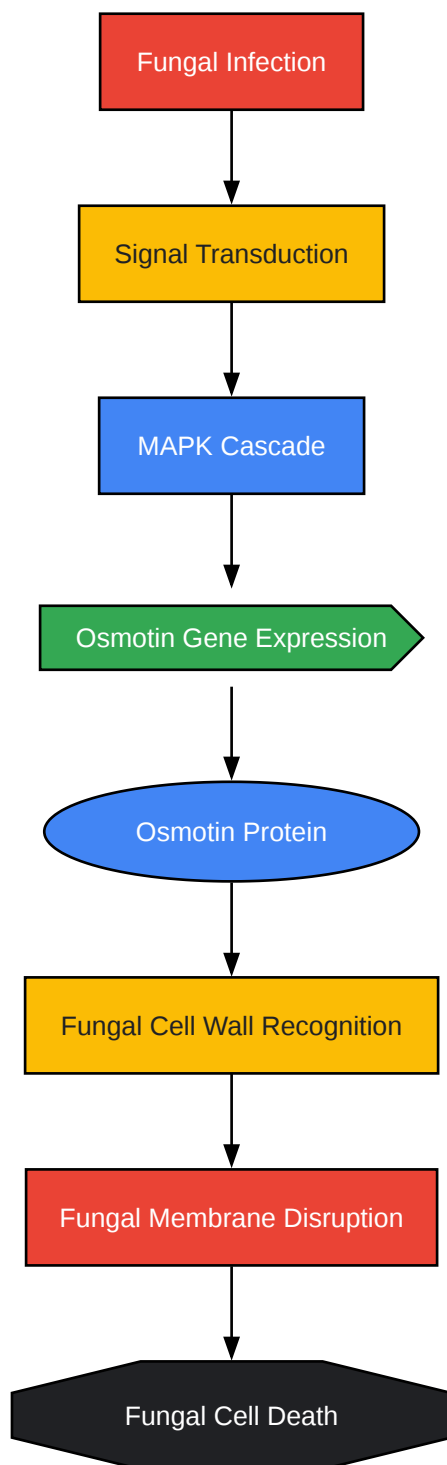 Fungal Infection
Signal Transduction
MAPK Cascade
Osmotin Gene Expression
Osmotin Protein
Fungal Cell Wall Recognition
Fungal Membrane Disruption
Fungal Cell Death